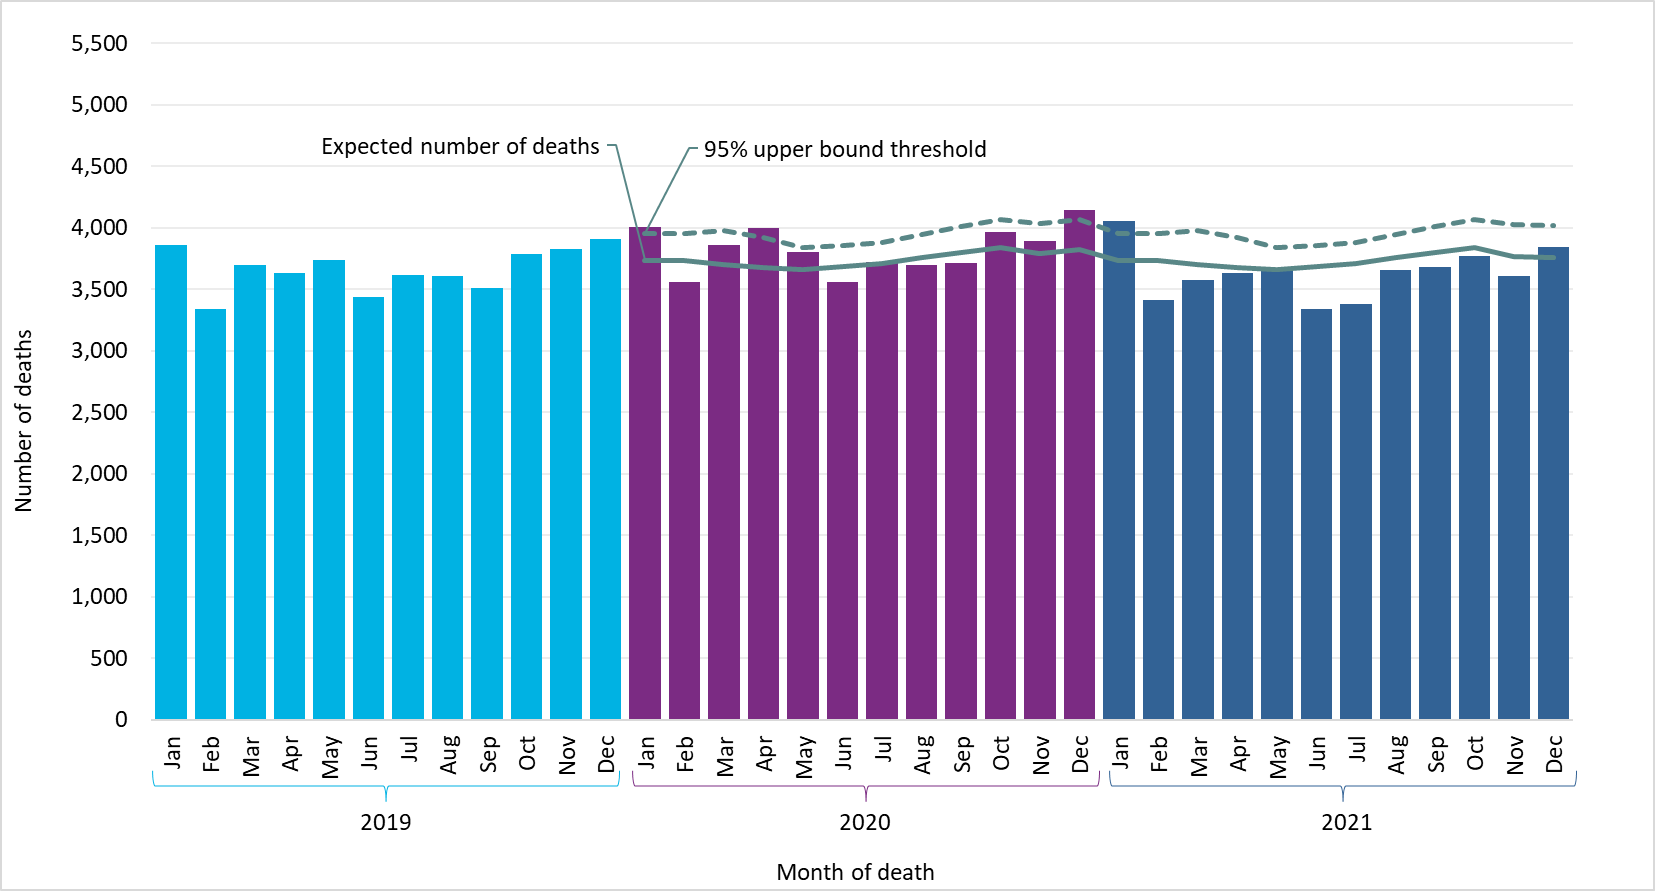 5,500
5,000
Expected number of deaths
95% upper bound threshold
4,500
4,000
3,500
3,000
2,500
2,000
1,500
1,000
500
0
Number of deaths
Jan Feb Mar Apr May Jun Jul Aug Sep Oct Nov Dec Jan Feb Mar Apr May Jun Jul Aug Sep Oct Nov Dec Jan Feb Mar Apr May Jun Jul Aug Sep Oct Nov Dec
2019 2020 2021
Month of death